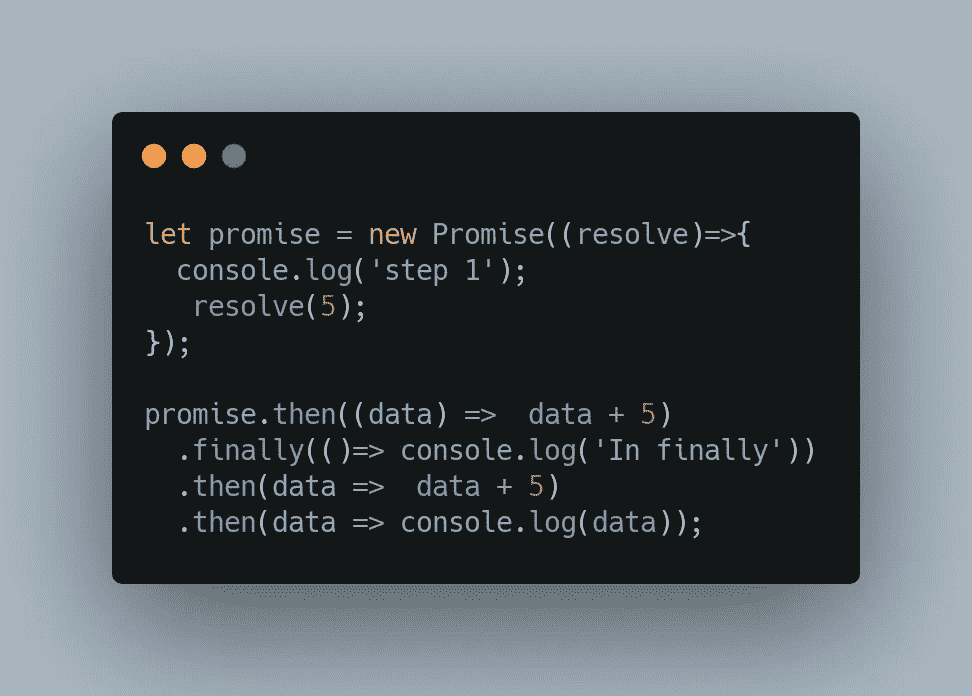 let promise = new Promise((resolve)=>{
  console.log('step 1');
   resolve(5);
});

promise.then((data) =>  data + 5)
  .finally(()=> console.log('In finally'))
  .then(data =>  data + 5)
  .then(data => console.log(data));